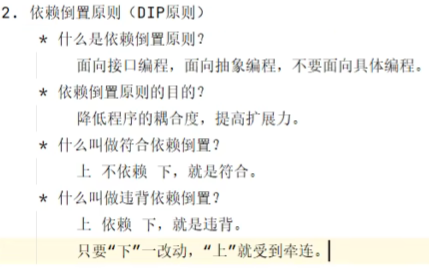 2. 依赖倒置原则（DIP原则）
* 什么是依赖倒置原则？
面向接口编程，面向抽象编程，不要面向具体编程。
* 依赖倒置原则的目的？
降低程序的耦合度，提高扩展力。
* 什么叫做符合依赖倒置？
上 不依赖 下，就是符合。
* 什么叫做违背依赖倒置？
上 依赖 下，就是违背。
只要“下”一改动，“上”就受到牵连。